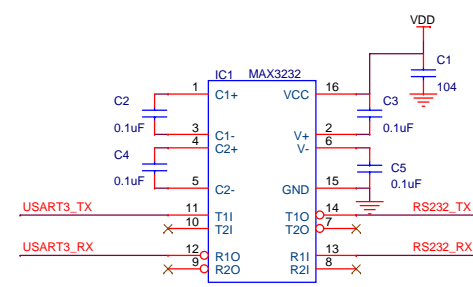 VDD
C1
104
IC1 MAX3232
1 C1+ VCC 16
C2
0.1uF
C3
0.1uF
3 C1- V+ 2
4 C2+ V- 6
C4
0.1uF
C5
0.1uF
5 C2- GND 15
USART3_TX 11 T1I T1O 14 RS232_TX
10 T2I T2O 7
USART3_RX 12 R1O R1I 13 RS232_RX
9 R2O R2I 8